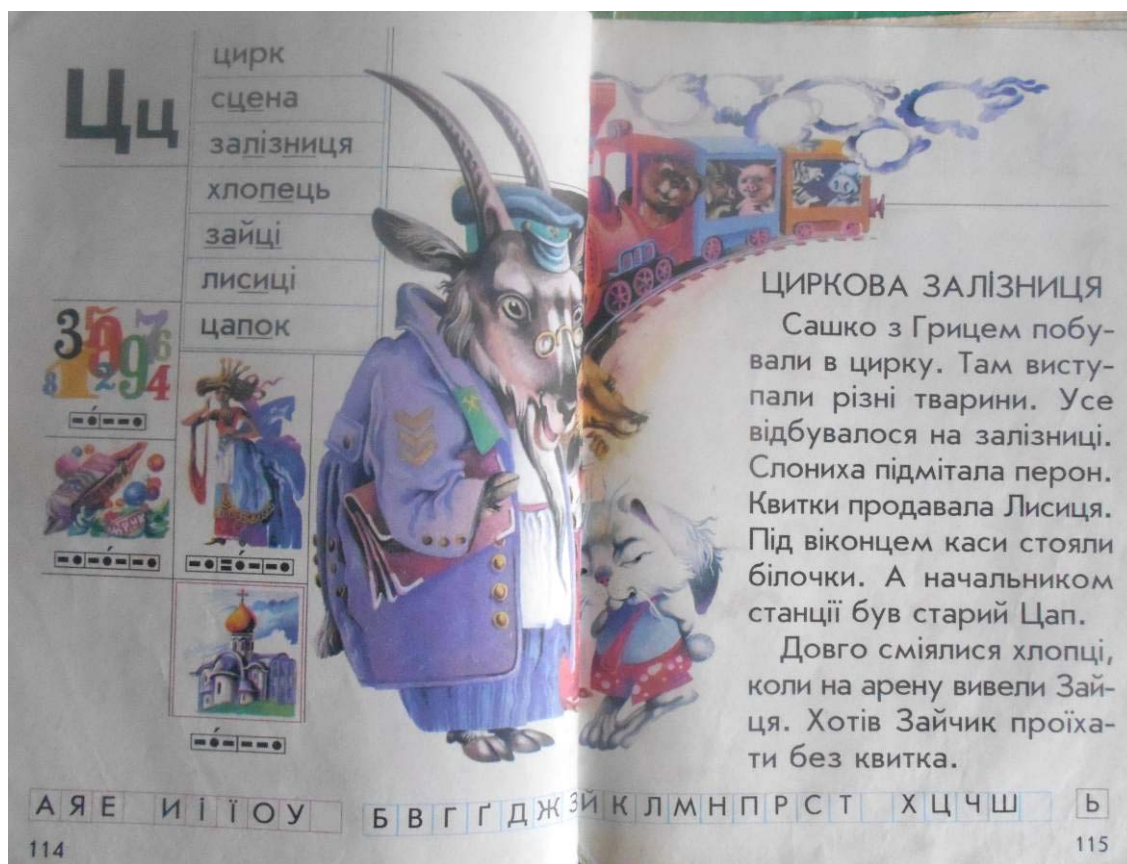 Цц
цирк
сцена
залізниця
хлопець
зайці
лисиці
цапок
ЦИРКОВА ЗАЛІЗНИЦЯ
Сашко з Грицем побу-
вали в цирку. Там висту-
пали різні тварини. Усе
відбувалося на залізниці.
Слониха підмітала перон.
Квитки продавала Лисиця.
Під віконцем каси стояли
білочки. А начальником
станції був старий Цап.
Довго сміялися хлопці,
коли на арену вивели Зай-
ця. Хотів Зайчик проїха-
ти без квитка.
А Я Е И І Ї О У Б В Г Ґ Д Ж З Й К Л М Н П Р С Т Х Ц Ч Ш Ь
114
115